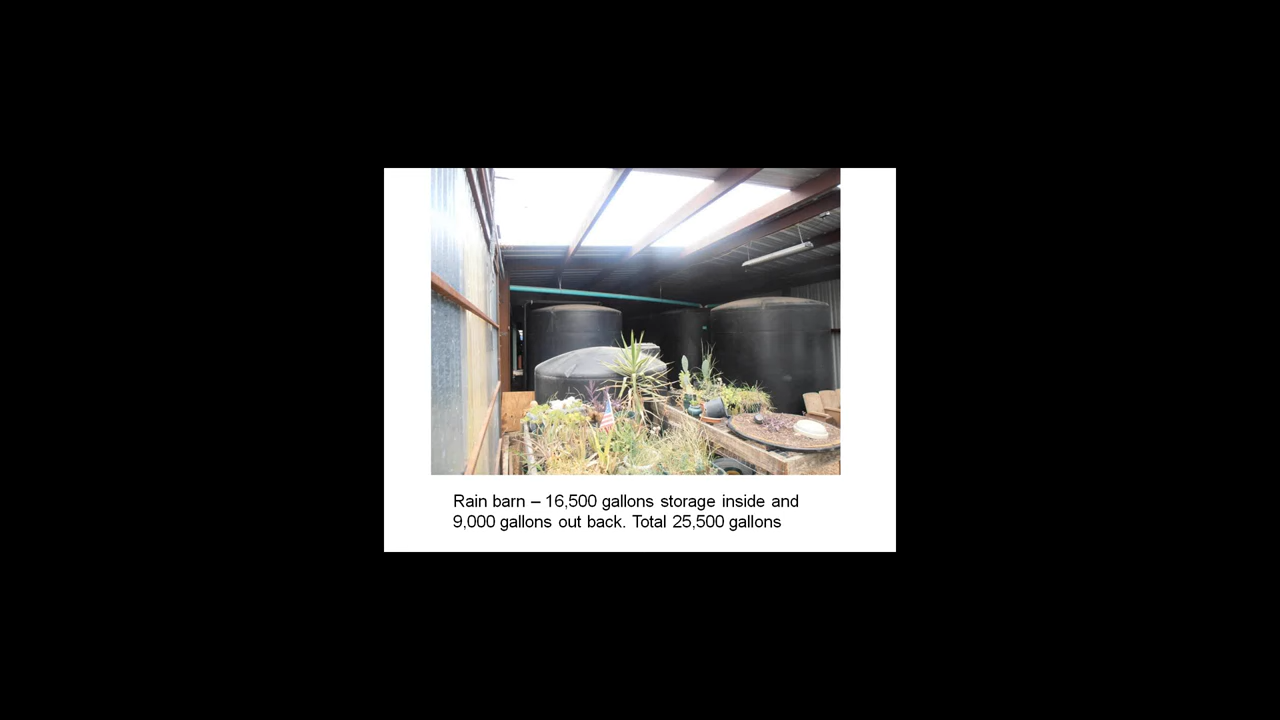 Rain barn – 16,500 gallons storage inside and
9,000 gallons out back. Total 25,500 gallons